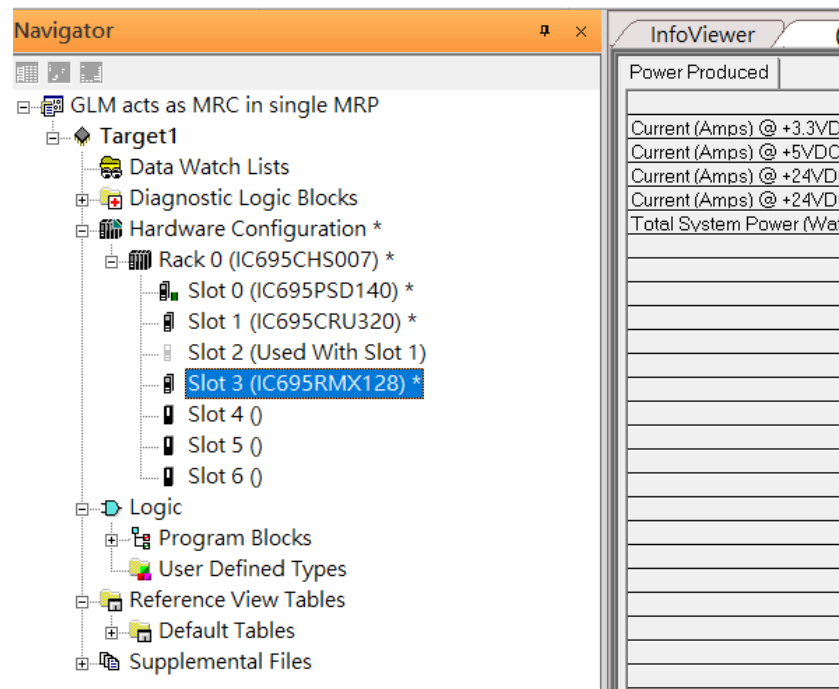 Navigator
GLM acts as MRC in single MRP
Target1
Data Watch Lists
Diagnostic Logic Blocks
Hardware Configuration *
Rack 0 (IC695CHS007) *
Slot 0 (IC695PSD140) *
Slot 1 (IC695CRU320) *
Slot 2 (Used With Slot 1)
Slot 3 (IC695RMX128) *
Slot 4 ()
Slot 5 ()
Slot 6 ()
Logic
Program Blocks
User Defined Types
Reference View Tables
Default Tables
Supplemental Files
InfoViewer
Power Produced
Current (Amps) @ +3.3VD
Current (Amps) @ +5VDC
Current (Amps) @ +24VD
Current (Amps) @ +24VD
Total System Power (Wa